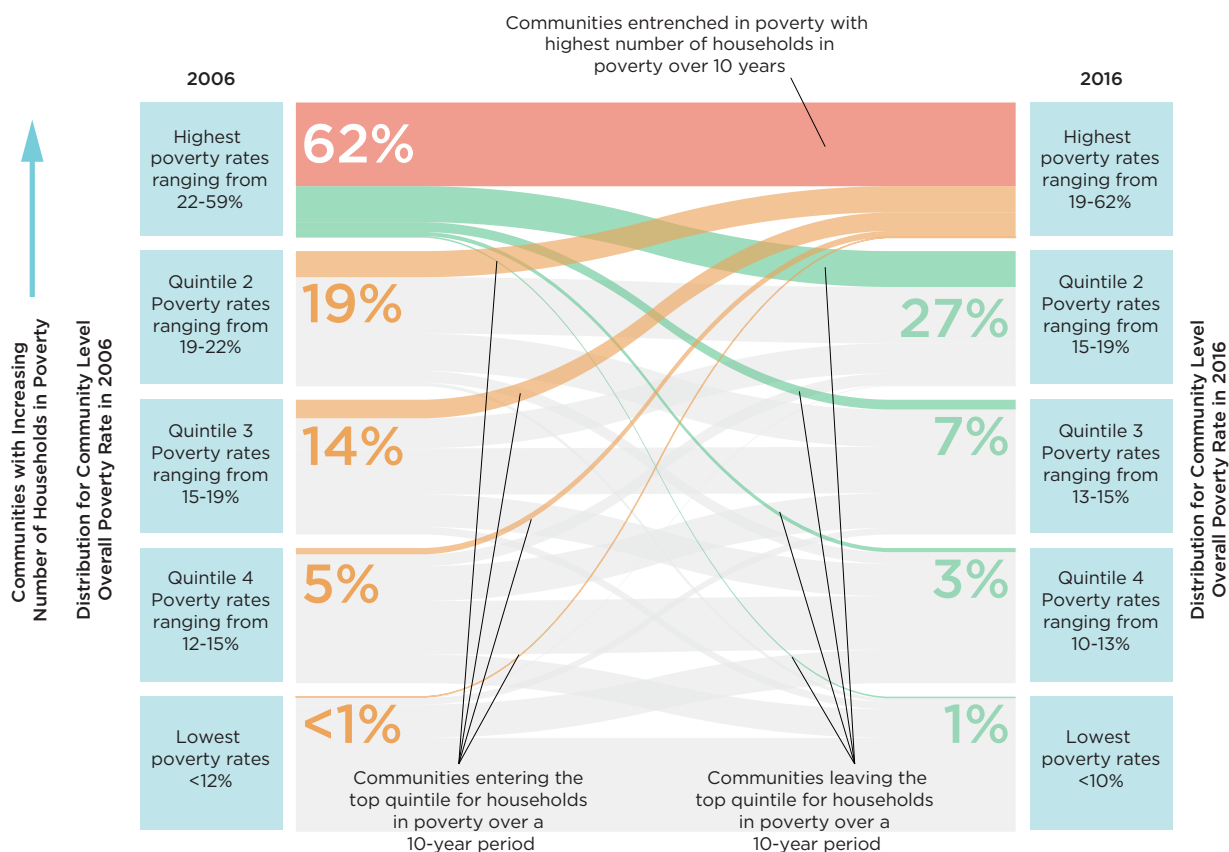 Communities entrenched in poverty with
highest number of households in
poverty over 10 years
2006
2016
Communities with Increasing
Number of Households in Poverty
Distribution for Community Level
Overall Poverty Rate in 2006
Highest
poverty rates
ranging from
22-59%
Quintile 2
Poverty rates
ranging from
19-22%
Quintile 3
Poverty rates
ranging from
15-19%
Quintile 4
Poverty rates
ranging from
12-15%
Lowest
poverty rates
<12%
62%
19%
14%
5%
<1%
27%
7%
3%
1%
Communities entering the
top quintile for households
in poverty over a
10-year period
Communities leaving the
top quintile for households
in poverty over a
10-year period
Highest
poverty rates
ranging from
19-62%
Quintile 2
Poverty rates
ranging from
15-19%
Quintile 3
Poverty rates
ranging from
13-15%
Quintile 4
Poverty rates
ranging from
10-13%
Lowest
poverty rates
<10%
Distribution for Community Level
Overall Poverty Rate in 2016